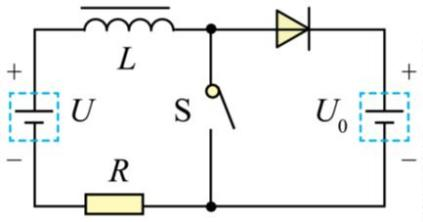 L
+ U S U₀ +
− −
R